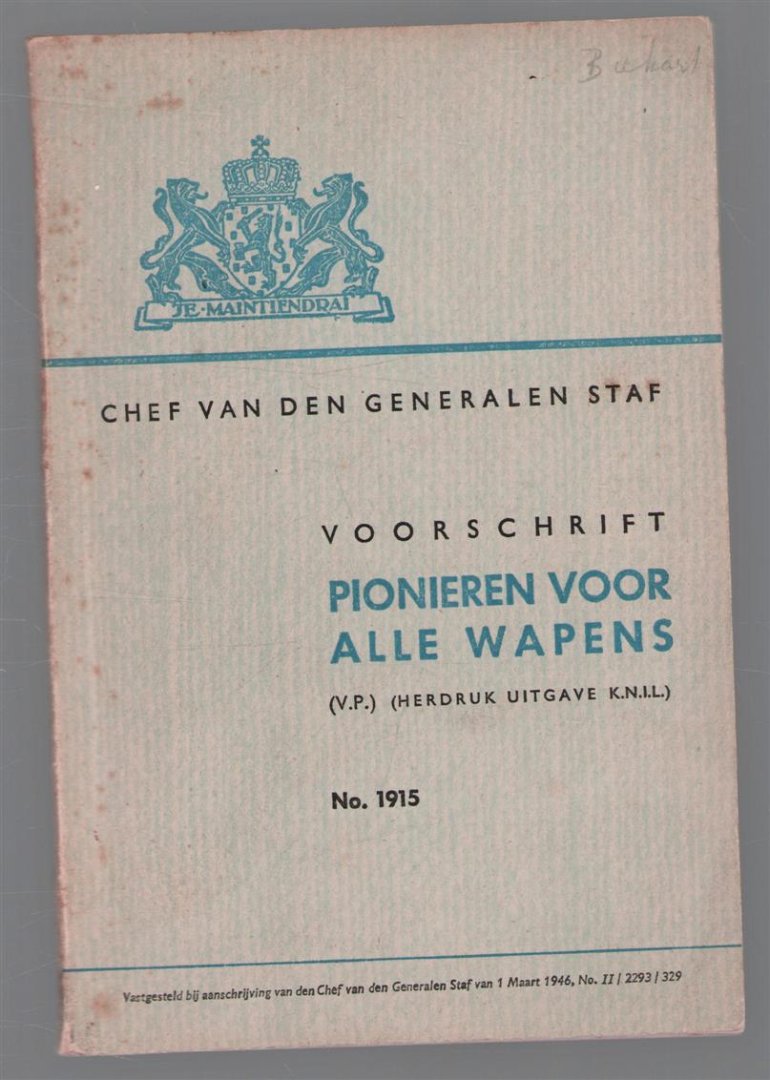 JE·MAINTIENDRAI
CHEF VAN DEN GENERALEN STAF
VOORSCHRIFT
PIONIEREN VOOR
ALLE WAPENS
(V.P.) (HERDRUK UITGAVE K.N.I.L.)
No. 1915
Vastgesteld bij aanschrijving van den Chef van den Generalen Staf van 1 Maart 1946, No. II / 2293 / 329